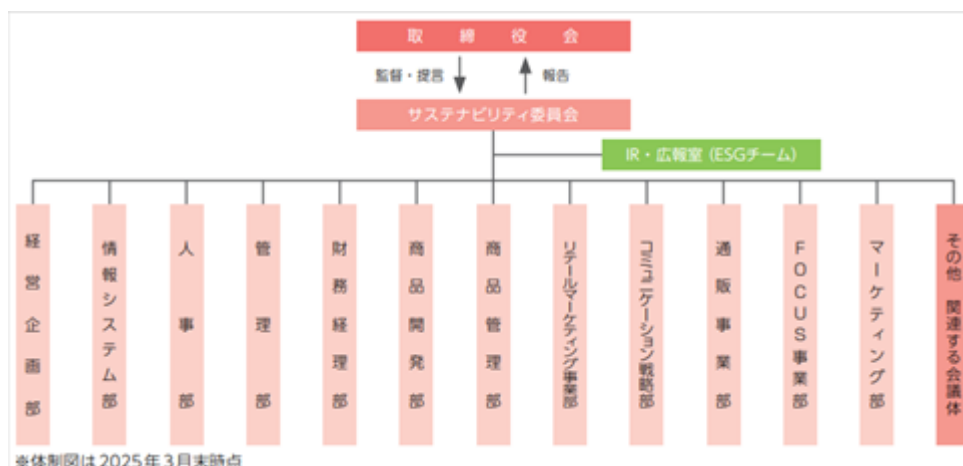 取締役会
監督・提言
報告
サステナビリティ委員会
IR・広報室（ESGチーム）
経営企画部
情報システム部
人事部
管理部
財務経理部
商品開発部
商品管理部
リテールマーケティング事業部
コミュニケーション戦略部
通販事業部
FOCUS事業部
マーケティング部
その他 関連する会議体
※体制図は2025年3月末時点